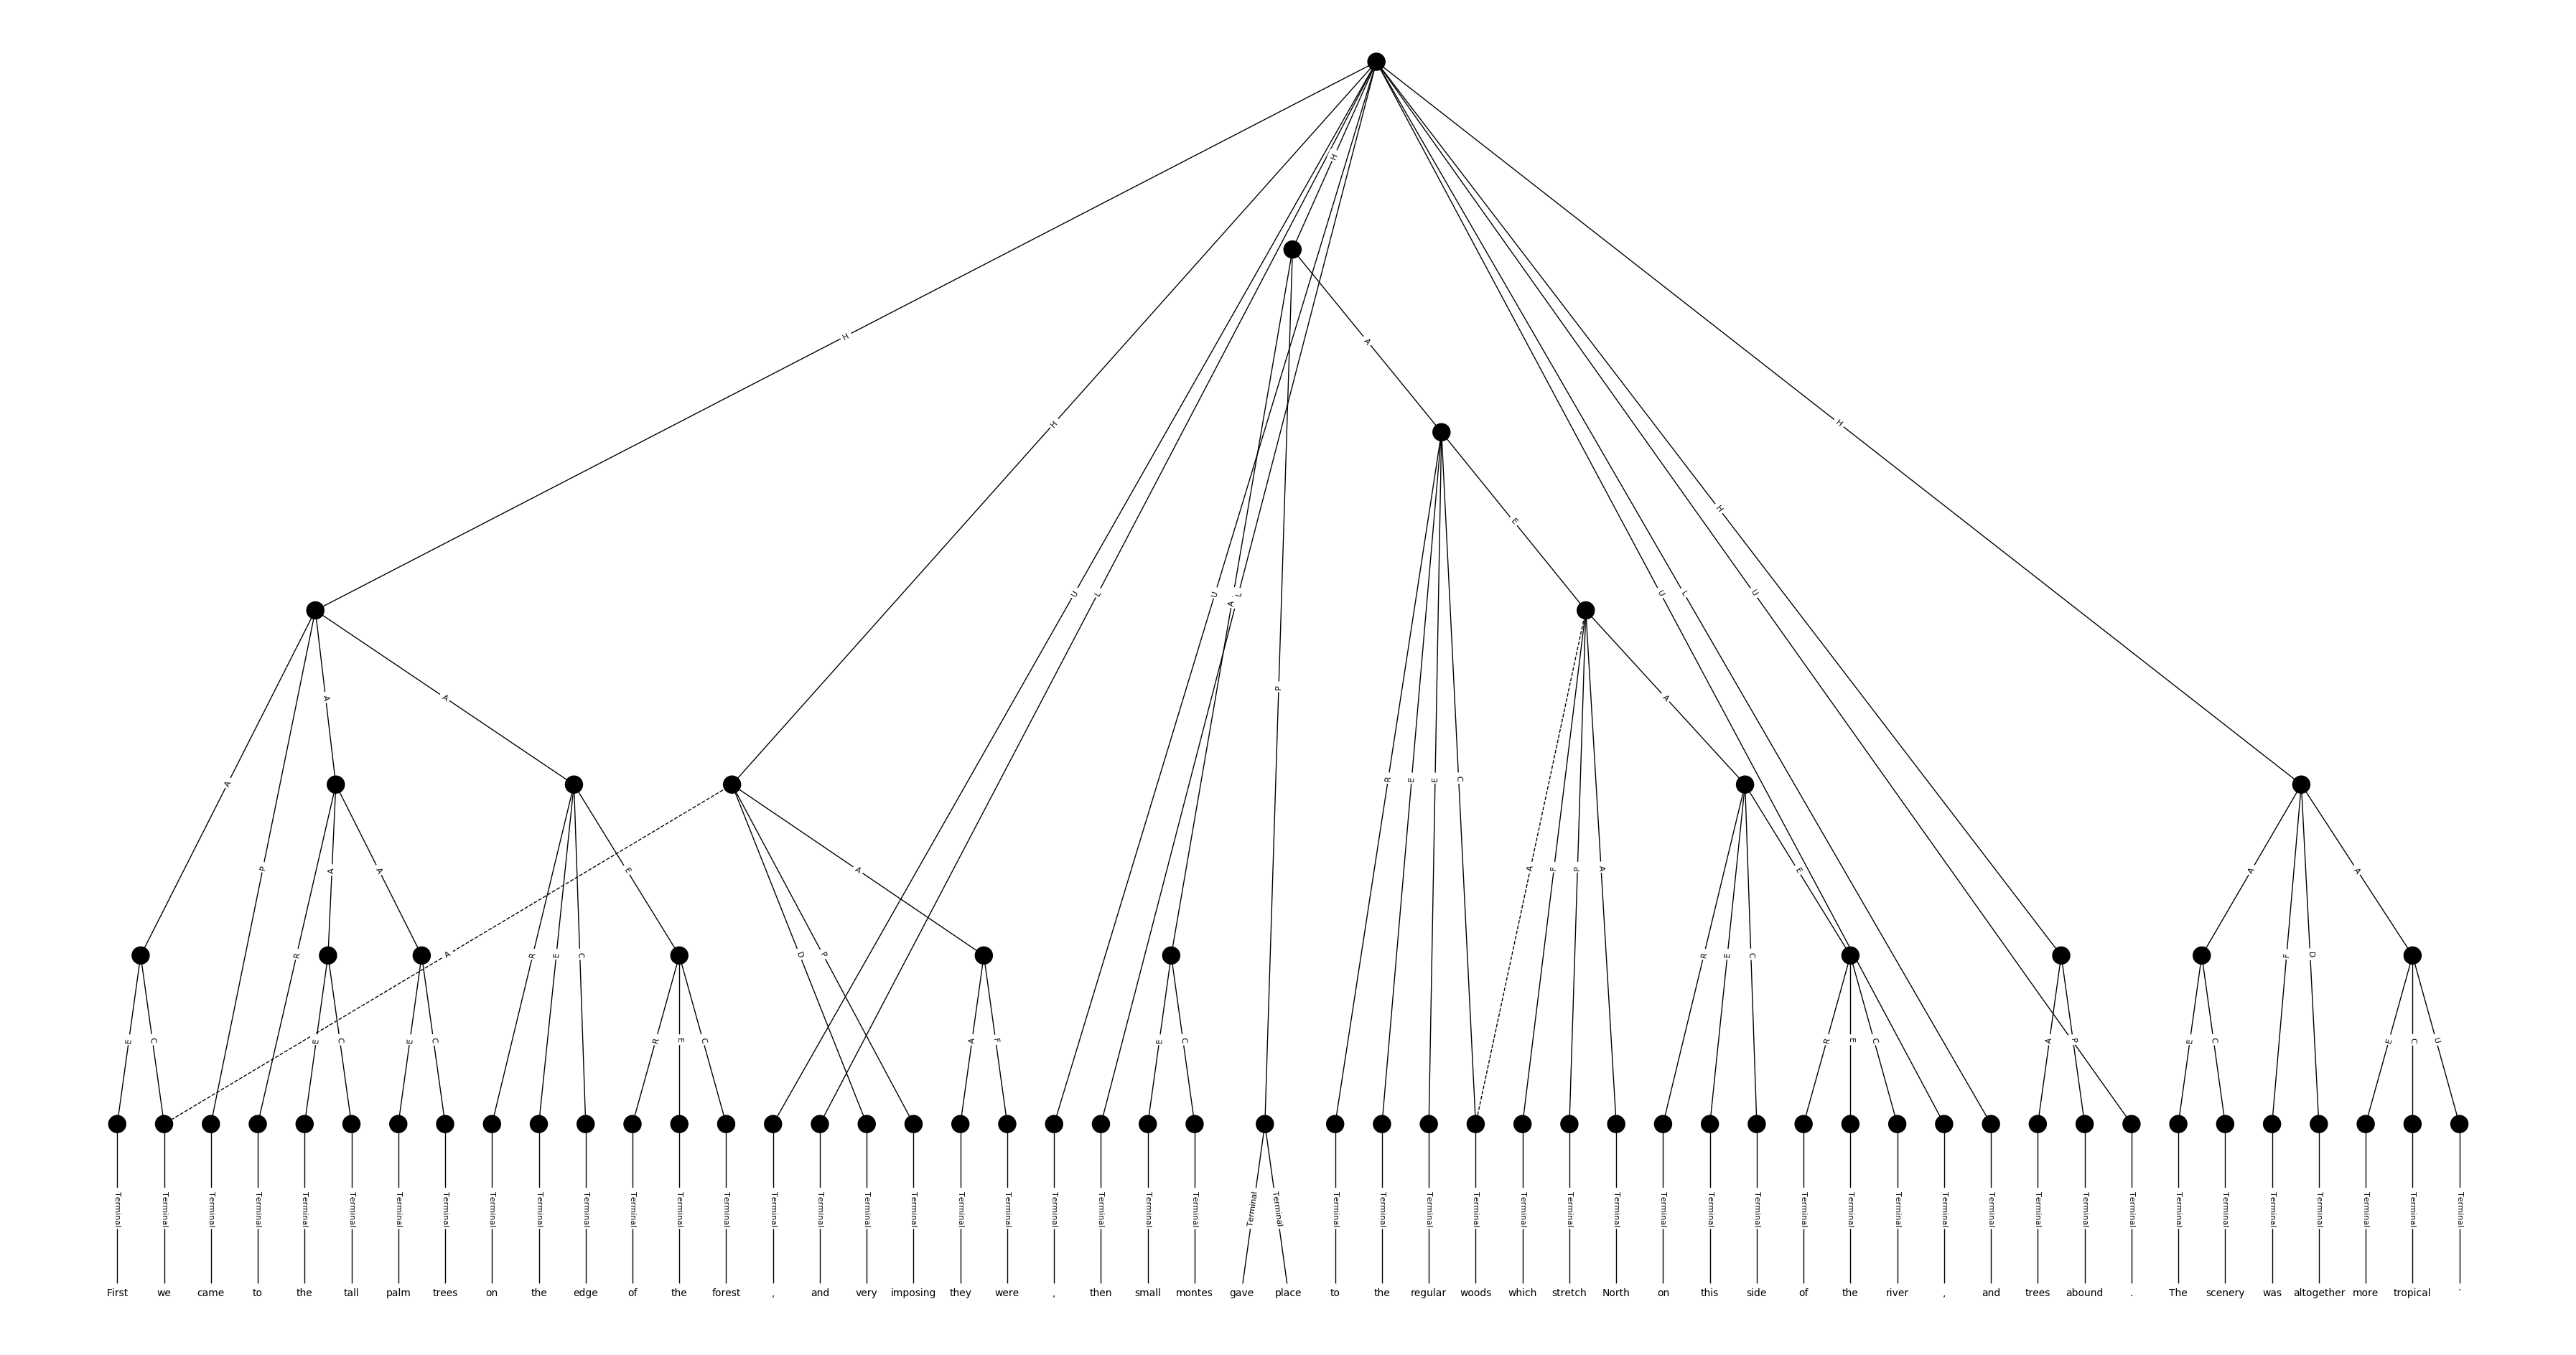 H
H
A
H H
H
E
U L U L U L U
A
P
A A A
A R E E C
P A A E A A F P A E A A
R A R E C D P R E C F D
E C E C E C R E C A F E C R E C A P E C E C U
Terminal Terminal Terminal Terminal Terminal Terminal Terminal Terminal Terminal Terminal Terminal Terminal Terminal Terminal Terminal Terminal Terminal Terminal Terminal Terminal Terminal Terminal Terminal Terminal Terminal Terminal Terminal Terminal Terminal Terminal Terminal Terminal Terminal Terminal Terminal Terminal Terminal Terminal Terminal Terminal Terminal Terminal Terminal Terminal Terminal Terminal Terminal Terminal Terminal Terminal Terminal
First we came to the tall palm trees on the edge of the forest , and very imposing they were , then small montes gave place to the regular woods which stretch North on this side of the river , and trees abound . The scenery was altogether more tropical .